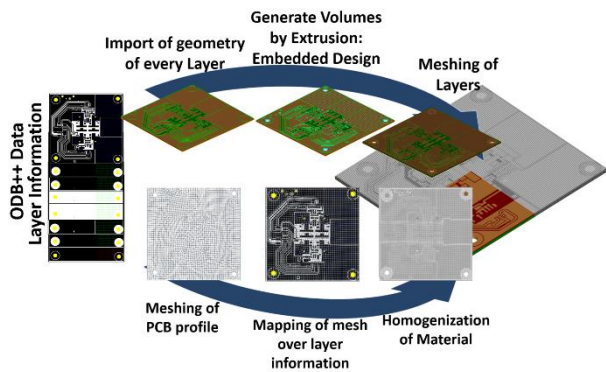 Generate Volumes
by Extrusion:
Embedded Design
Import of geometry
of every Layer
Meshing of
Layers
ODB++ Data
Layer Information
Meshing of
PCB profile
Mapping of mesh
over layer
information
Homogenization
of Material